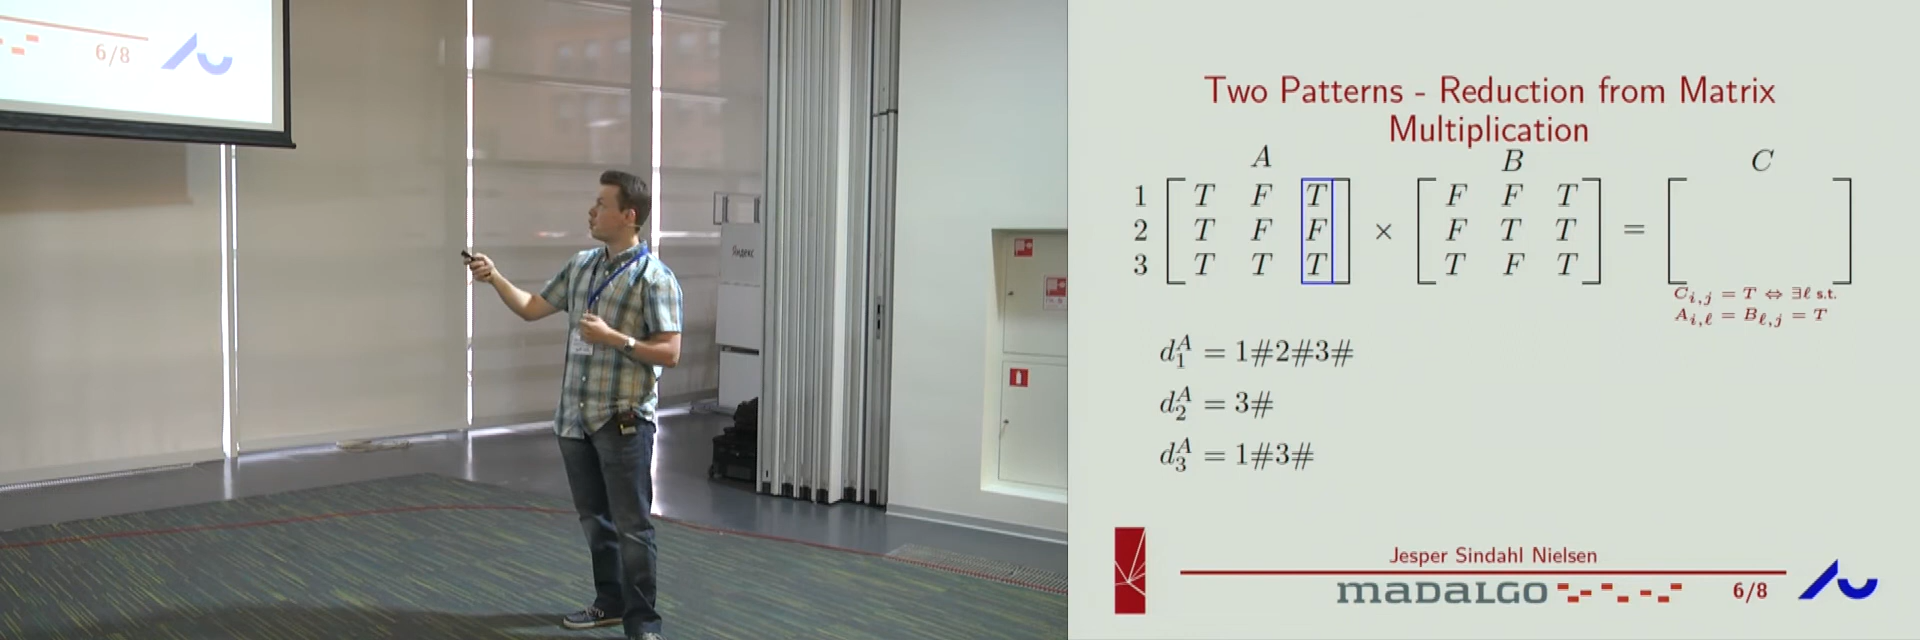 6/8
Яндекс
Two Patterns - Reduction from Matrix
Multiplication
A B C
1 [ T F T ] × [ F F T ] = [ ]
2 [ T F F ] [ F T T ]
3 [ T T T ] [ T F T ]
C_{i,j} = T ⇔ ∃ℓ s.t.
A_{i,ℓ} = B_{ℓ,j} = T
d_1^A = 1#2#3#
d_2^A = 3#
d_3^A = 1#3#
Jesper Sindahl Nielsen
maDaLGO
6/8